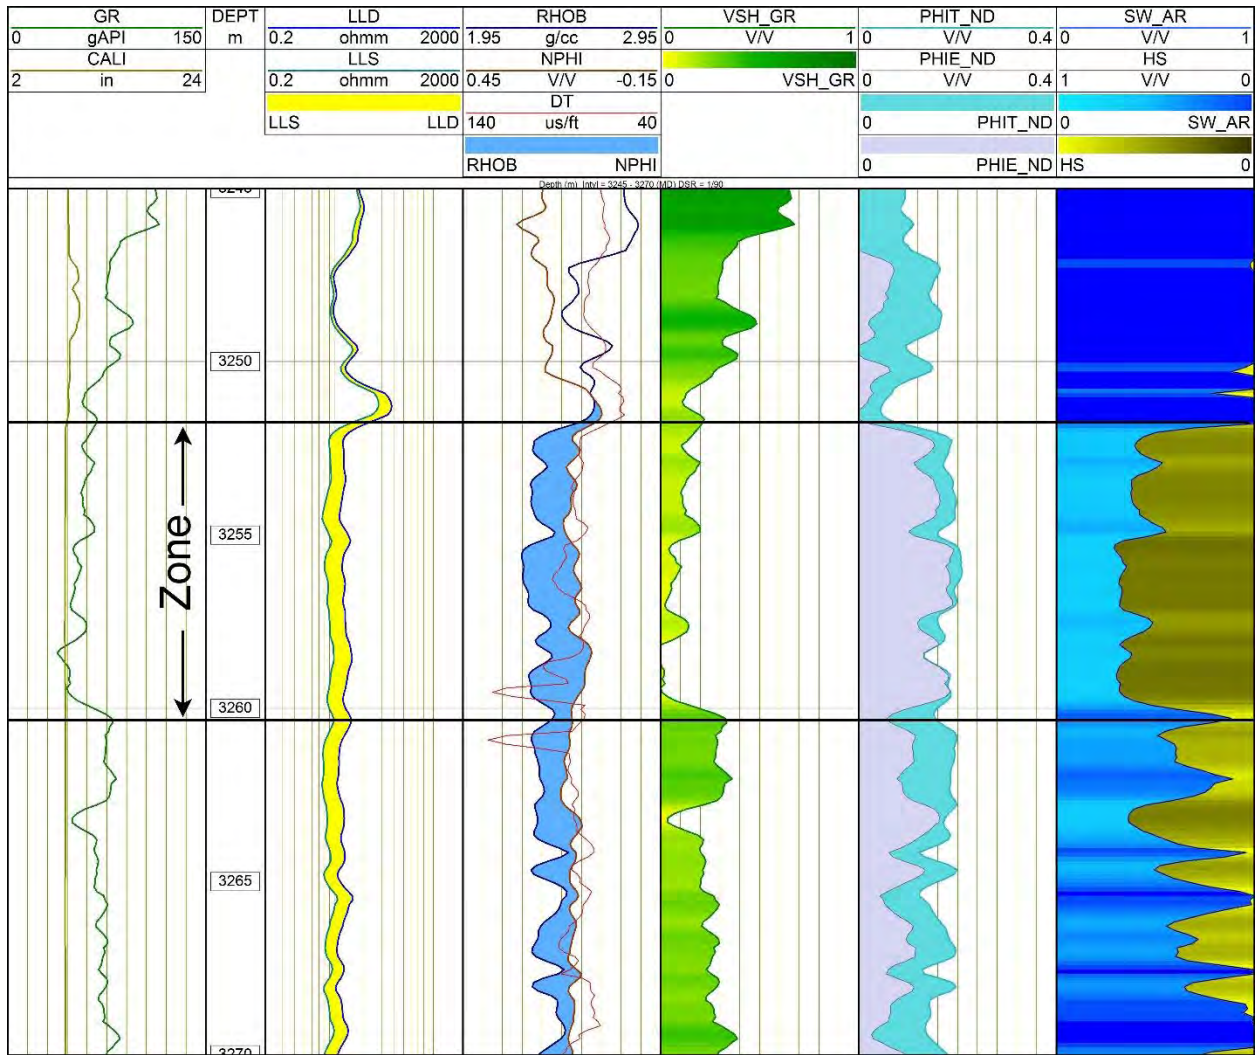 GR DEPT LLD RHOB VSH_GR PHIT_ND SW_AR
0 gAPI 150 m 0.2 ohmm 2000 1.95 g/cc 2.95 0 V/V 1 0 V/V 0.4 0 V/V 1
CALI LLS NPHI PHIE_ND HS
2 in 24 0.2 ohmm 2000 0.45 V/V -0.15 0 VSH_GR 0 V/V 0.4 1 V/V 0
DT
LLS LLD 140 us/ft 40 0 PHIT_ND 0 SW_AR
RHOB NPHI 0 PHIE_ND HS 0
Depth (m) Intvl = 3245 - 3270 (MD) DSR = 1/90
3250
Zone
3255
3260
3265
3270